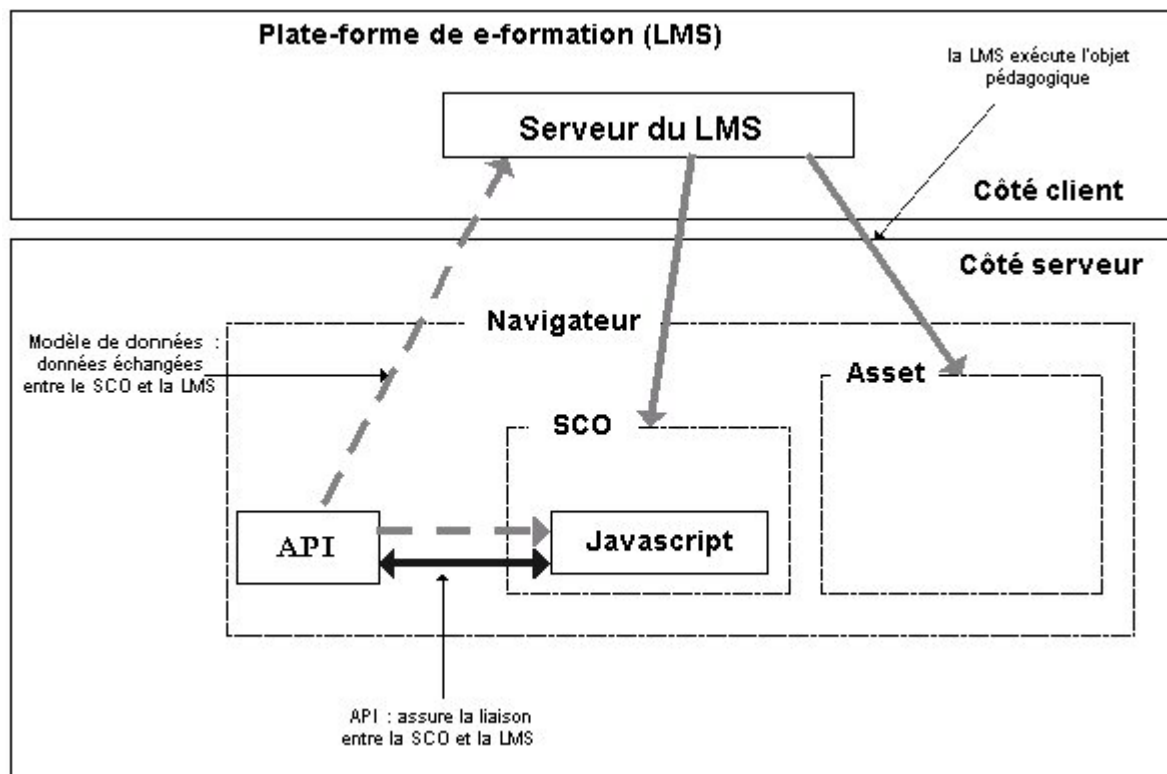 Plate-forme de e-formation (LMS)
la LMS exécute l'objet
pédagogique
Serveur du LMS
Côté client
Côté serveur
Navigateur
Modèle de données :
données échangées
entre le SCO et la LMS
Asset
SCO
API
Javascript
API : assure la liaison
entre la SCO et la LMS